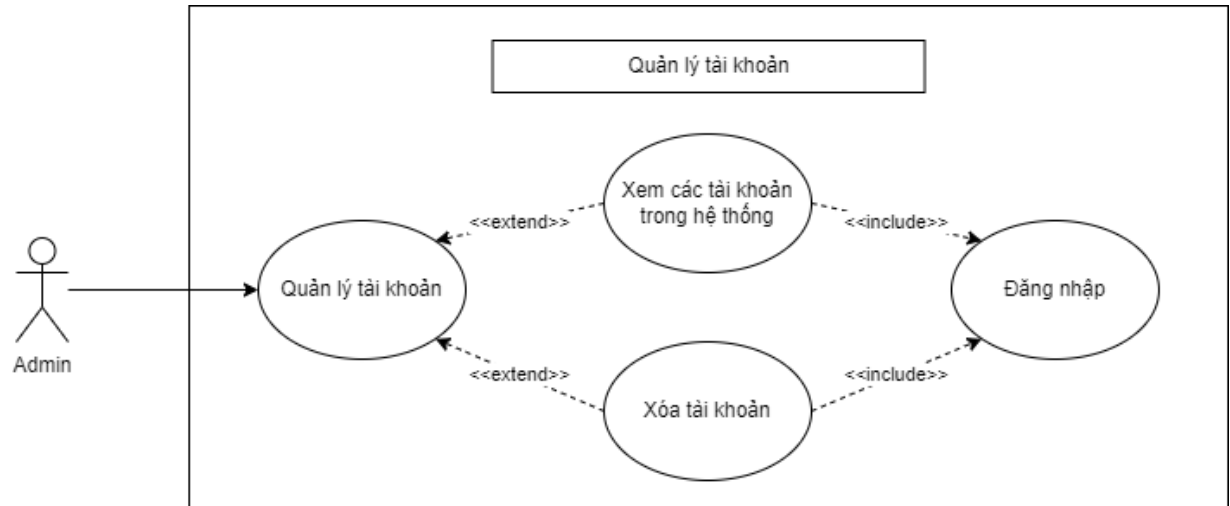 Quản lý tài khoản
Xem các tài khoản
trong hệ thống
<<extend>>
<<include>>
Quản lý tài khoản
Đăng nhập
Admin
<<extend>>
<<include>>
Xóa tài khoản